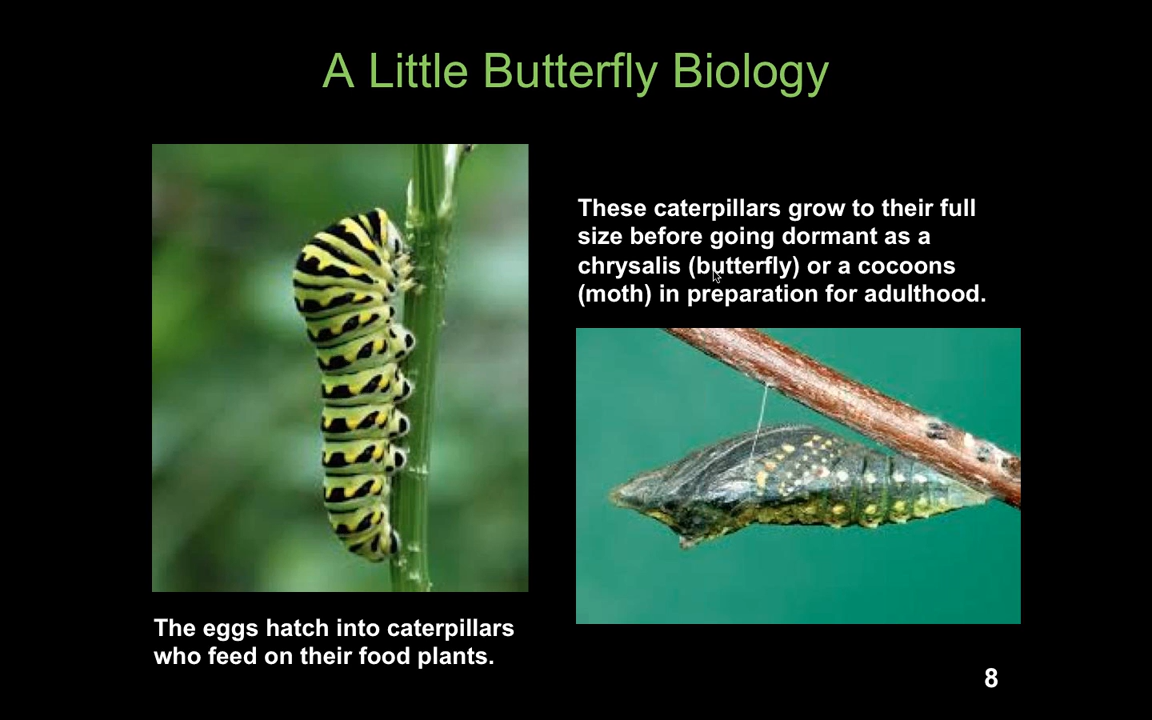 A Little Butterfly Biology
These caterpillars grow to their full
size before going dormant as a
chrysalis (butterfly) or a cocoons
(moth) in preparation for adulthood.
The eggs hatch into caterpillars
who feed on their food plants.
8